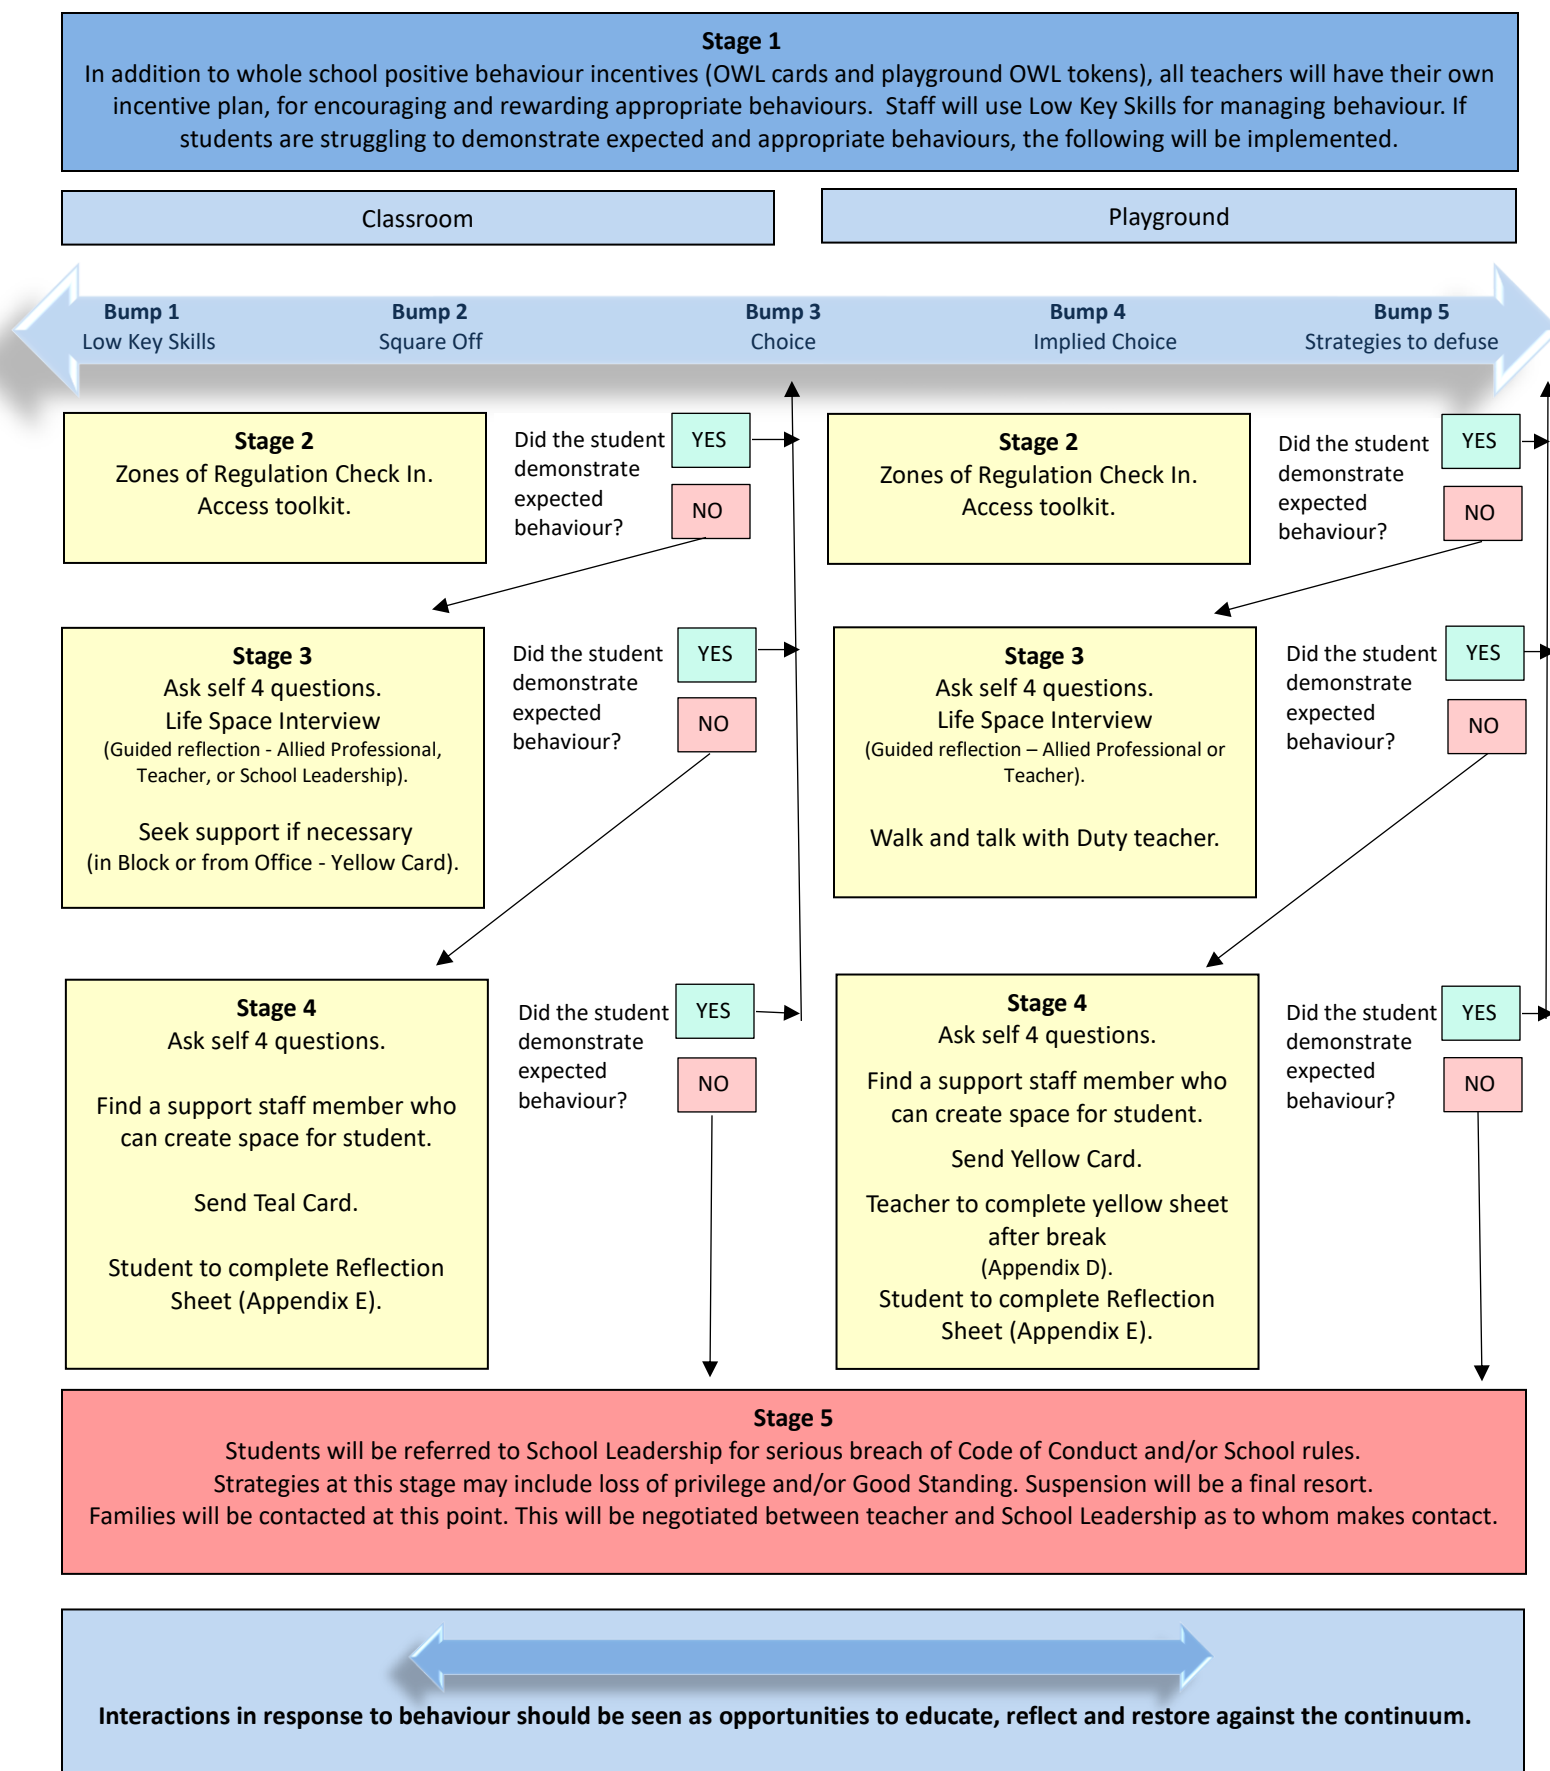 Stage 1
In addition to whole school positive behaviour incentives (OWL cards and playground OWL tokens), all teachers will have their own
incentive plan, for encouraging and rewarding appropriate behaviours.  Staff will use Low Key Skills for managing behaviour. If
students are struggling to demonstrate expected and appropriate behaviours, the following will be implemented.
Classroom
Playground
Bump 1
Low Key Skills
Bump 2
Square Off
Bump 3
Choice
Bump 4
Implied Choice
Bump 5
Strategies to defuse
Stage 2
Zones of Regulation Check In.
Access toolkit.
Did the student
demonstrate
expected
behaviour?
YES
NO
Stage 2
Zones of Regulation Check In.
Access toolkit.
Did the student
demonstrate
expected
behaviour?
YES
NO
Stage 3
Ask self 4 questions.
Life Space Interview
(Guided reflection - Allied Professional,
Teacher, or School Leadership).
Seek support if necessary
(in Block or from Office - Yellow Card).
Did the student
demonstrate
expected
behaviour?
YES
NO
Stage 3
Ask self 4 questions.
Life Space Interview
(Guided reflection – Allied Professional or
Teacher).
Walk and talk with Duty teacher.
Did the student
demonstrate
expected
behaviour?
YES
NO
Stage 4
Ask self 4 questions.
Find a support staff member who
can create space for student.
Send Teal Card.
Student to complete Reflection
Sheet (Appendix E).
Did the student
demonstrate
expected
behaviour?
YES
NO
Stage 4
Ask self 4 questions.
Find a support staff member who
can create space for student.
Send Yellow Card.
Teacher to complete yellow sheet
after break
(Appendix D).
Student to complete Reflection
Sheet (Appendix E).
Did the student
demonstrate
expected
behaviour?
YES
NO
Stage 5
Students will be referred to School Leadership for serious breach of Code of Conduct and/or School rules.
Strategies at this stage may include loss of privilege and/or Good Standing. Suspension will be a final resort.
Families will be contacted at this point. This will be negotiated between teacher and School Leadership as to whom makes contact.
Interactions in response to behaviour should be seen as opportunities to educate, reflect and restore against the continuum.